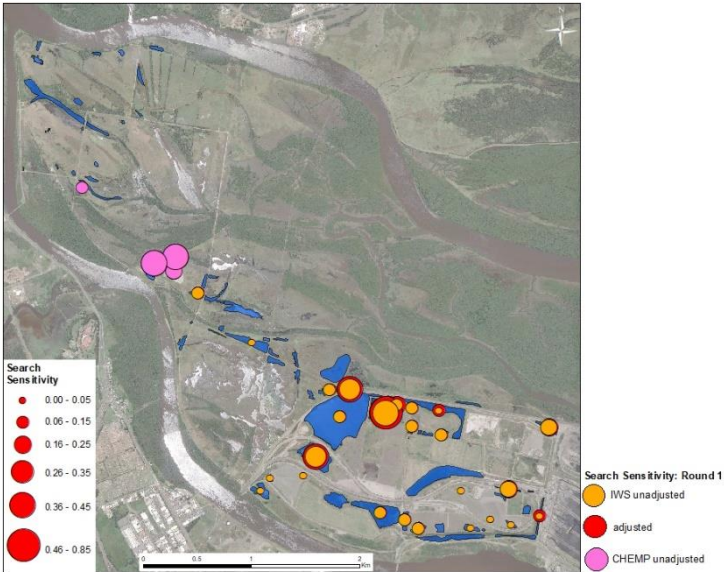 Search
Sensitivity
0.00 - 0.05
0.06 - 0.15
0.16 - 0.25
0.26 - 0.35
0.36 - 0.45
0.46 - 0.85
0 0.5 1 2
Km
Search Sensitivity: Round 1
IWS unadjusted
adjusted
CHEMP unadjusted